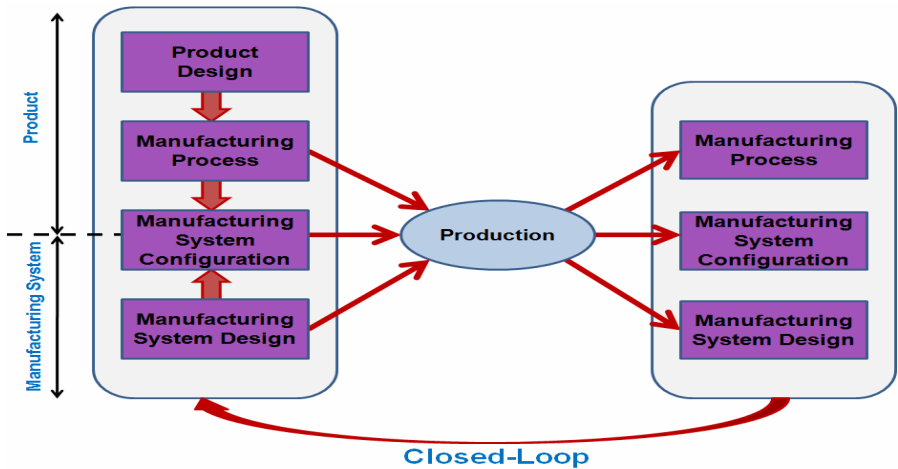 Product
Manufacturing System
Product
Design
Manufacturing
Process
Manufacturing
System
Configuration
Manufacturing
System Design
Production
Manufacturing
Process
Manufacturing
System
Configuration
Manufacturing
System Design
Closed-Loop